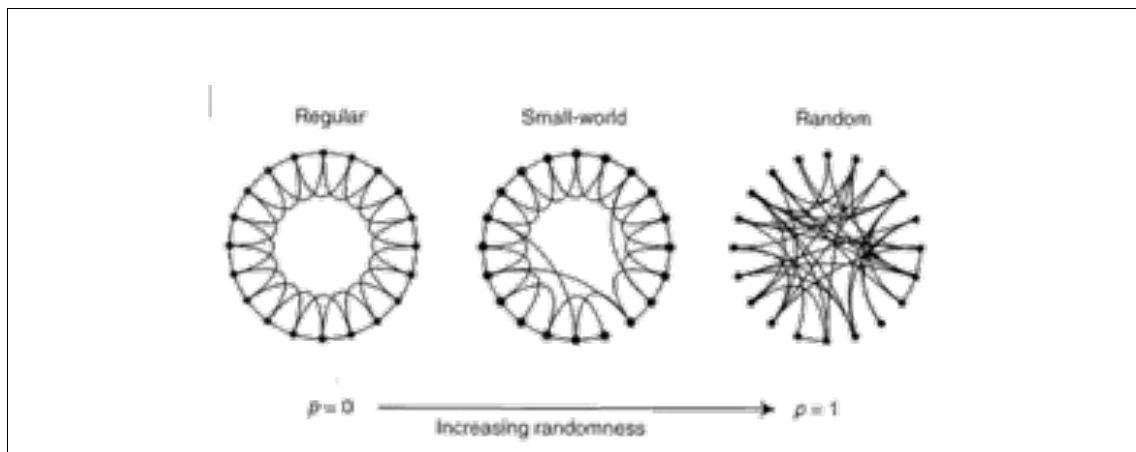 Regular Small-world Random
p = 0 p = 1
Increasing randomness